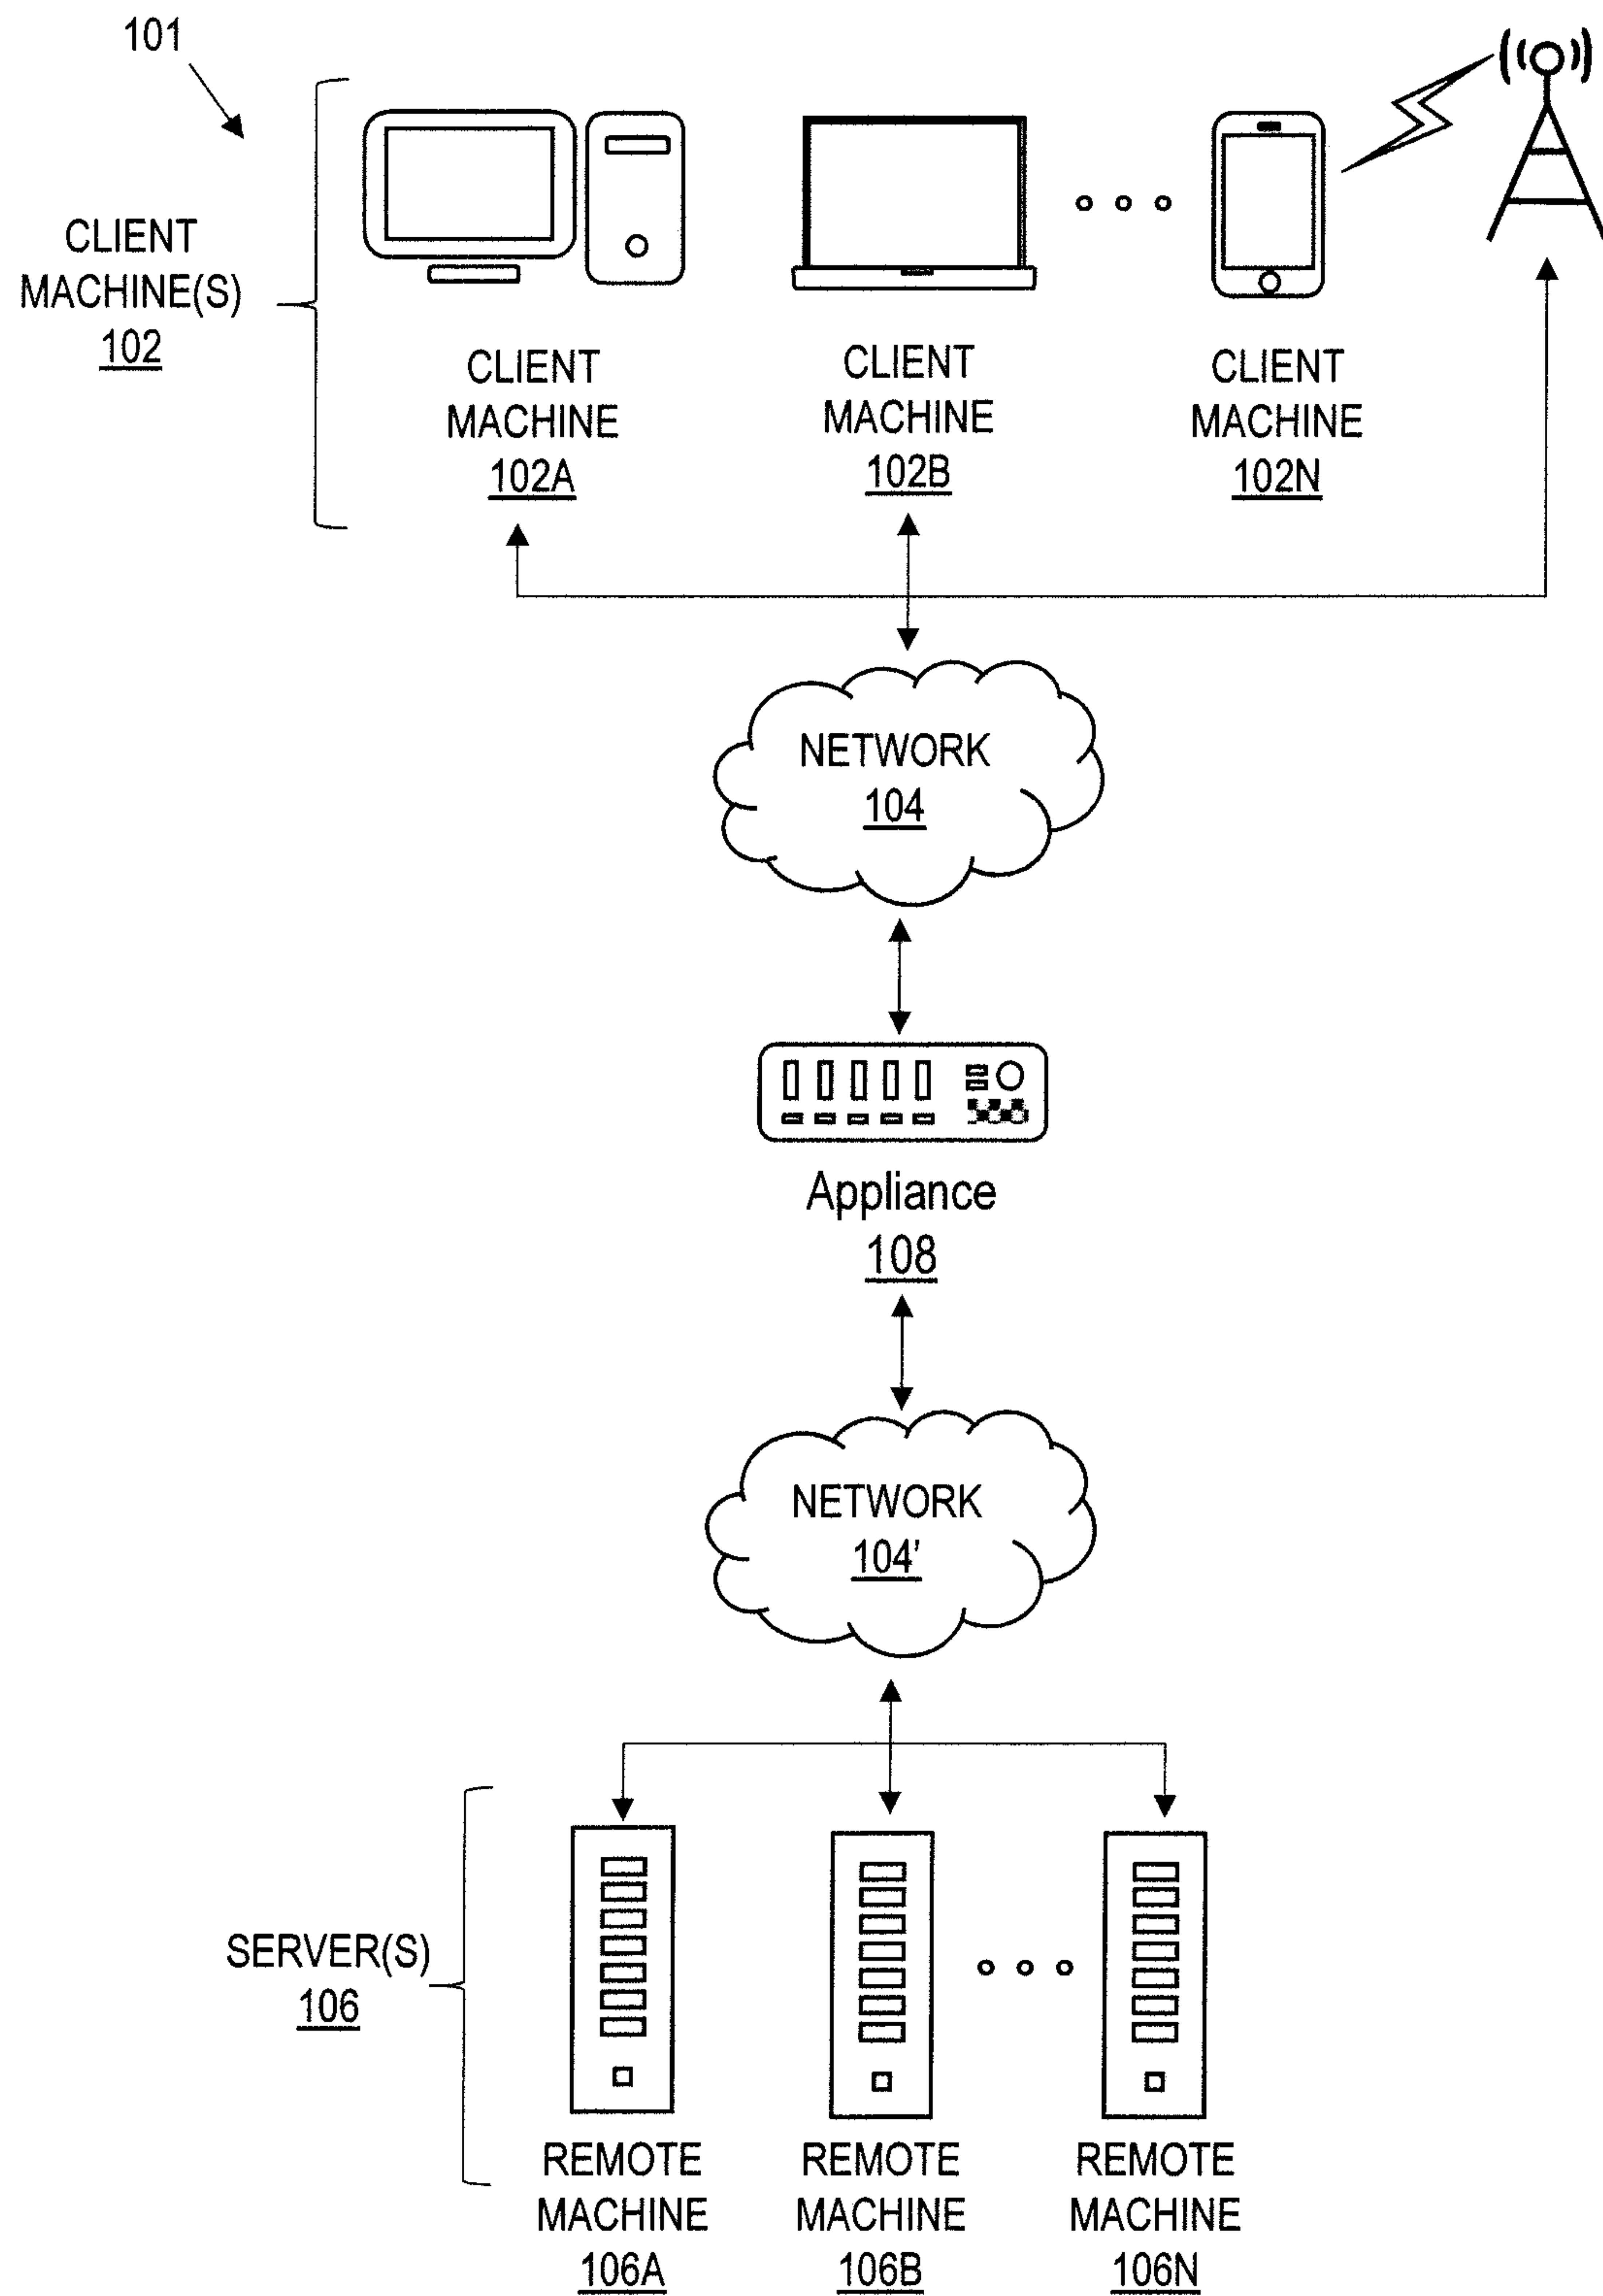 101
CLIENT
MACHINE(S)
102
CLIENT
MACHINE
102A
CLIENT
MACHINE
102B
CLIENT
MACHINE
102N
NETWORK
104
Appliance
108
NETWORK
104'
SERVER(S)
106
REMOTE
MACHINE
106A
REMOTE
MACHINE
106B
REMOTE
MACHINE
106N